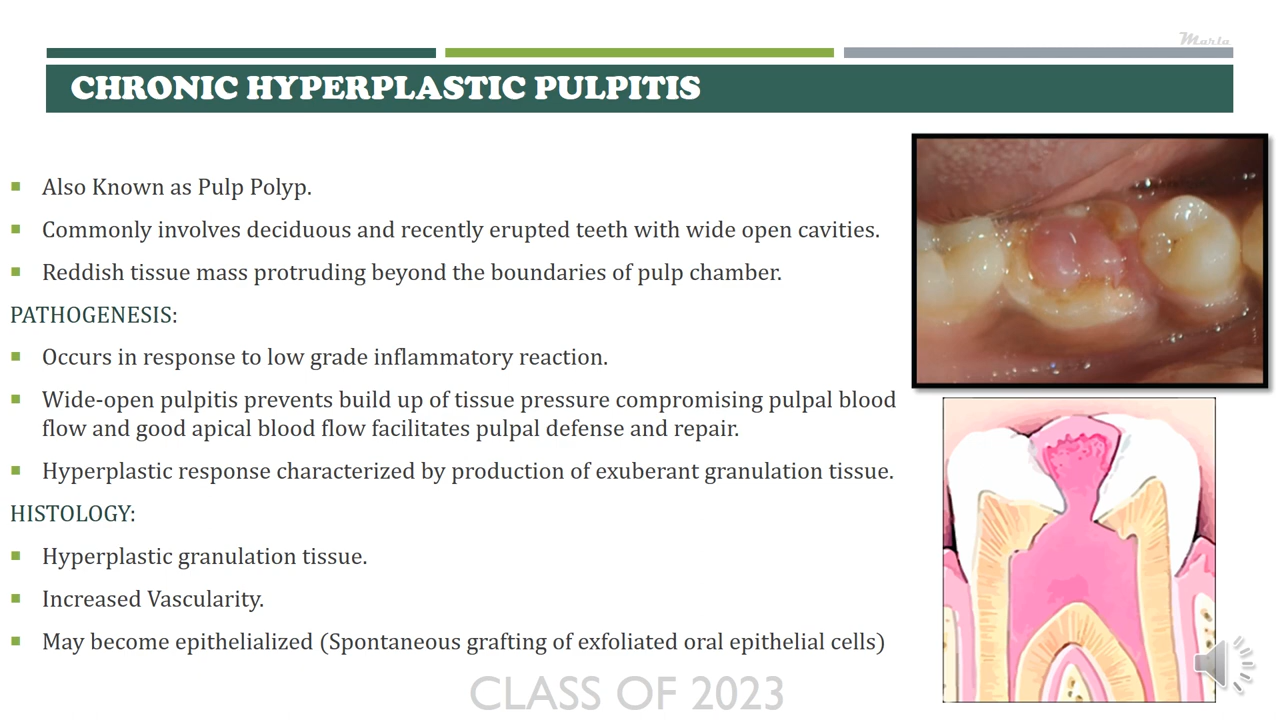 Marla
CHRONIC HYPERPLASTIC PULPITIS
Also Known as Pulp Polyp.
Commonly involves deciduous and recently erupted teeth with wide open cavities.
Reddish tissue mass protruding beyond the boundaries of pulp chamber.
PATHOGENESIS:
Occurs in response to low grade inflammatory reaction.
Wide-open pulpitis prevents build up of tissue pressure compromising pulpal blood
flow and good apical blood flow facilitates pulpal defense and repair.
Hyperplastic response characterized by production of exuberant granulation tissue.
HISTOLOGY:
Hyperplastic granulation tissue.
Increased Vascularity.
May become epithelialized (Spontaneous grafting of exfoliated oral epithelial cells)
CLASS OF 2023